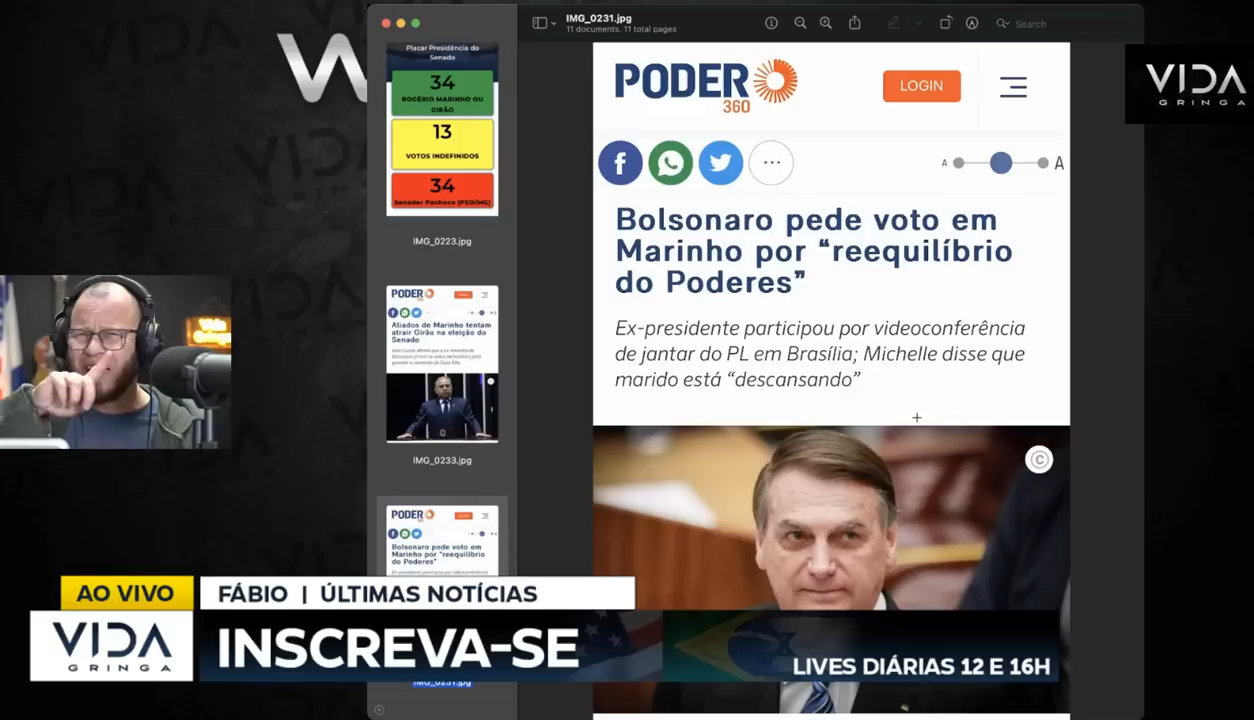 IMG_0231.jpg
11 documents, 11 total pages
Search
Placar Presidência do
Senado
34
ROGÉRIO MARINHO OU
GIRÃO
13
VOTOS INDEFINIDOS
34
Senador Pacheco (PSD/MG)
IMG_0223.jpg
PODER
Aliados de Marinho tentam
atrair Girão na eleição do
Senado
IMG_0233.jpg
PODER
Bolsonaro pede voto em
Marinho por "reequilíbrio
do Poderes"
IMG_0231.jpg
PODER
360
LOGIN
A
A
Bolsonaro pede voto em
Marinho por “reequilíbrio
do Poderes”
Ex-presidente participou por videoconferência
de jantar do PL em Brasília; Michelle disse que
marido está “descansando”
©
VIDA
GRINGA
AO VIVO
FÁBIO | ÚLTIMAS NOTÍCIAS
VIDA
GRINGA
INSCREVA-SE
LIVES DIÁRIAS 12 E 16H